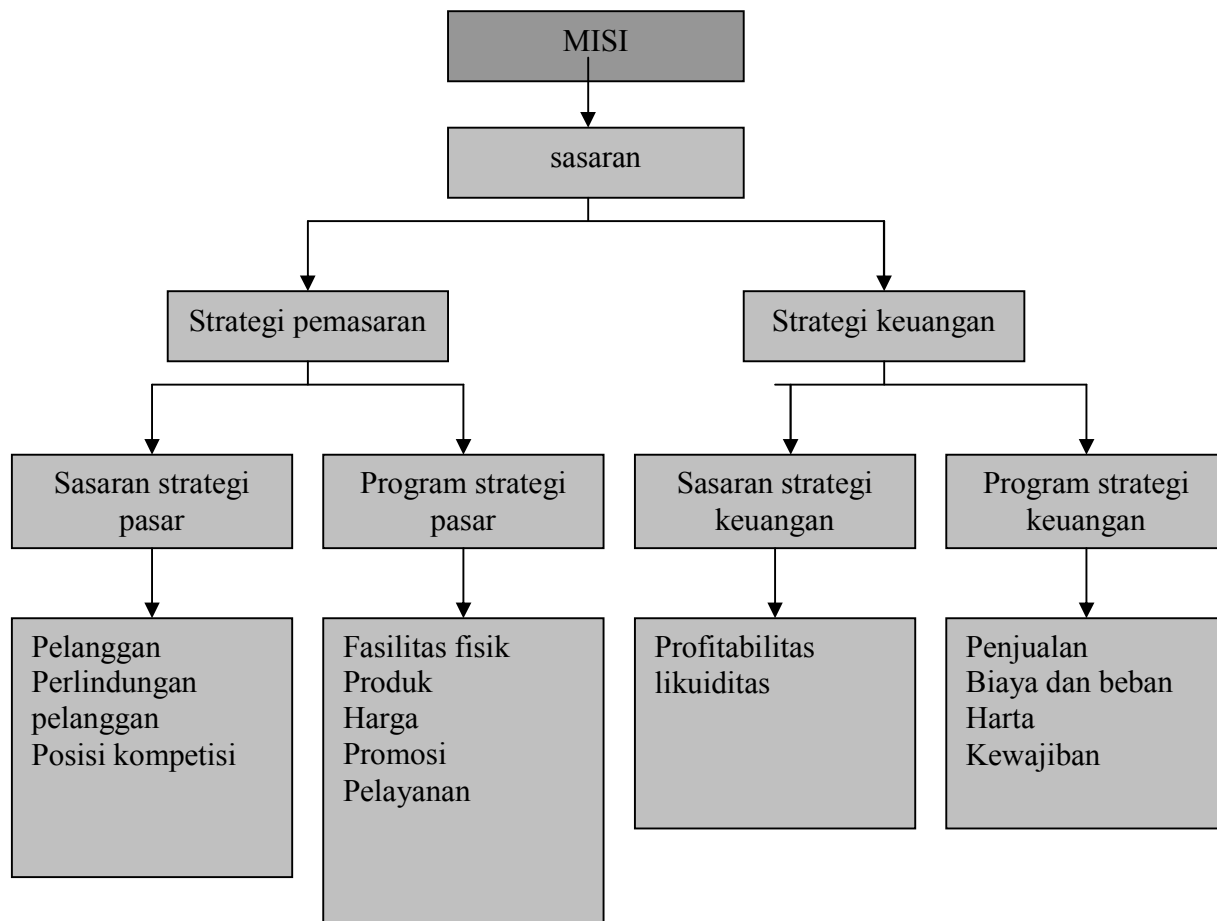 MISI
sasaran
Strategi pemasaran
Strategi keuangan
Sasaran strategi
pasar
Program strategi
pasar
Sasaran strategi
keuangan
Program strategi
keuangan
Pelanggan
Perlindungan
pelanggan
Posisi kompetisi
Fasilitas fisik
Produk
Harga
Promosi
Pelayanan
Profitabilitas
likuiditas
Penjualan
Biaya dan beban
Harta
Kewajiban